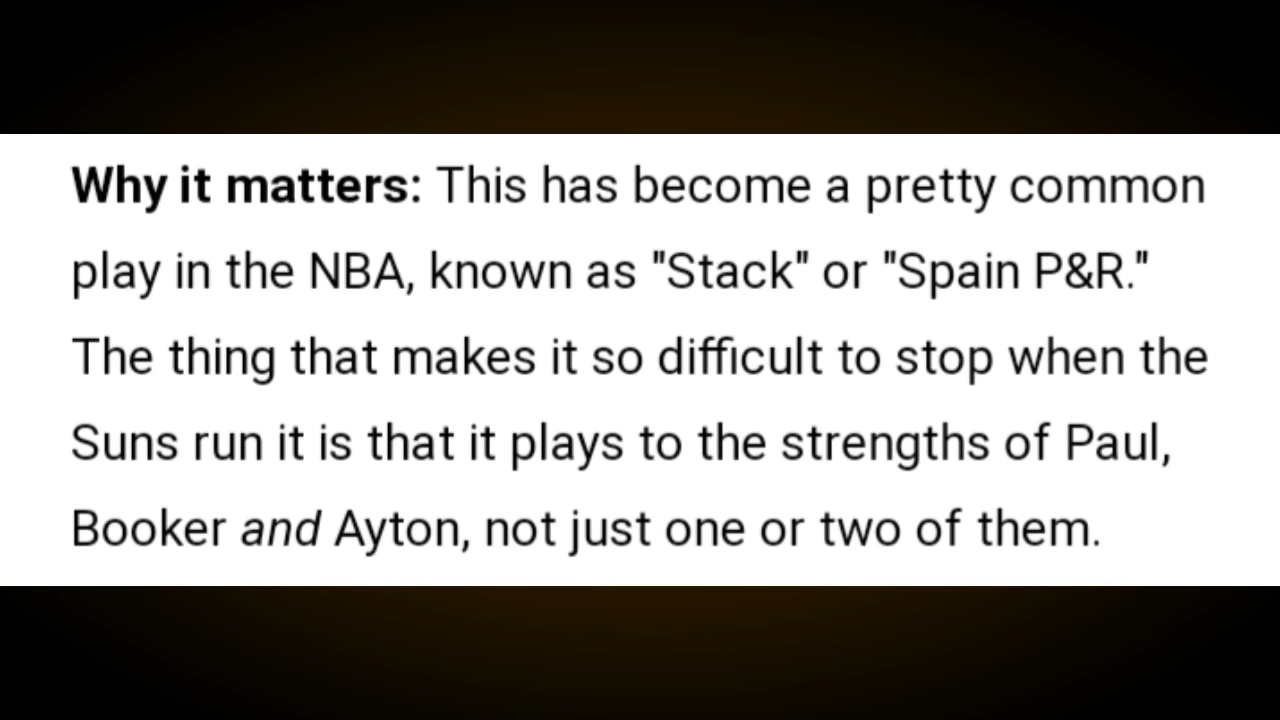 Why it matters: This has become a pretty common
play in the NBA, known as "Stack" or "Spain P&R."
The thing that makes it so difficult to stop when the
Suns run it is that it plays to the strengths of Paul,
Booker and Ayton, not just one or two of them.